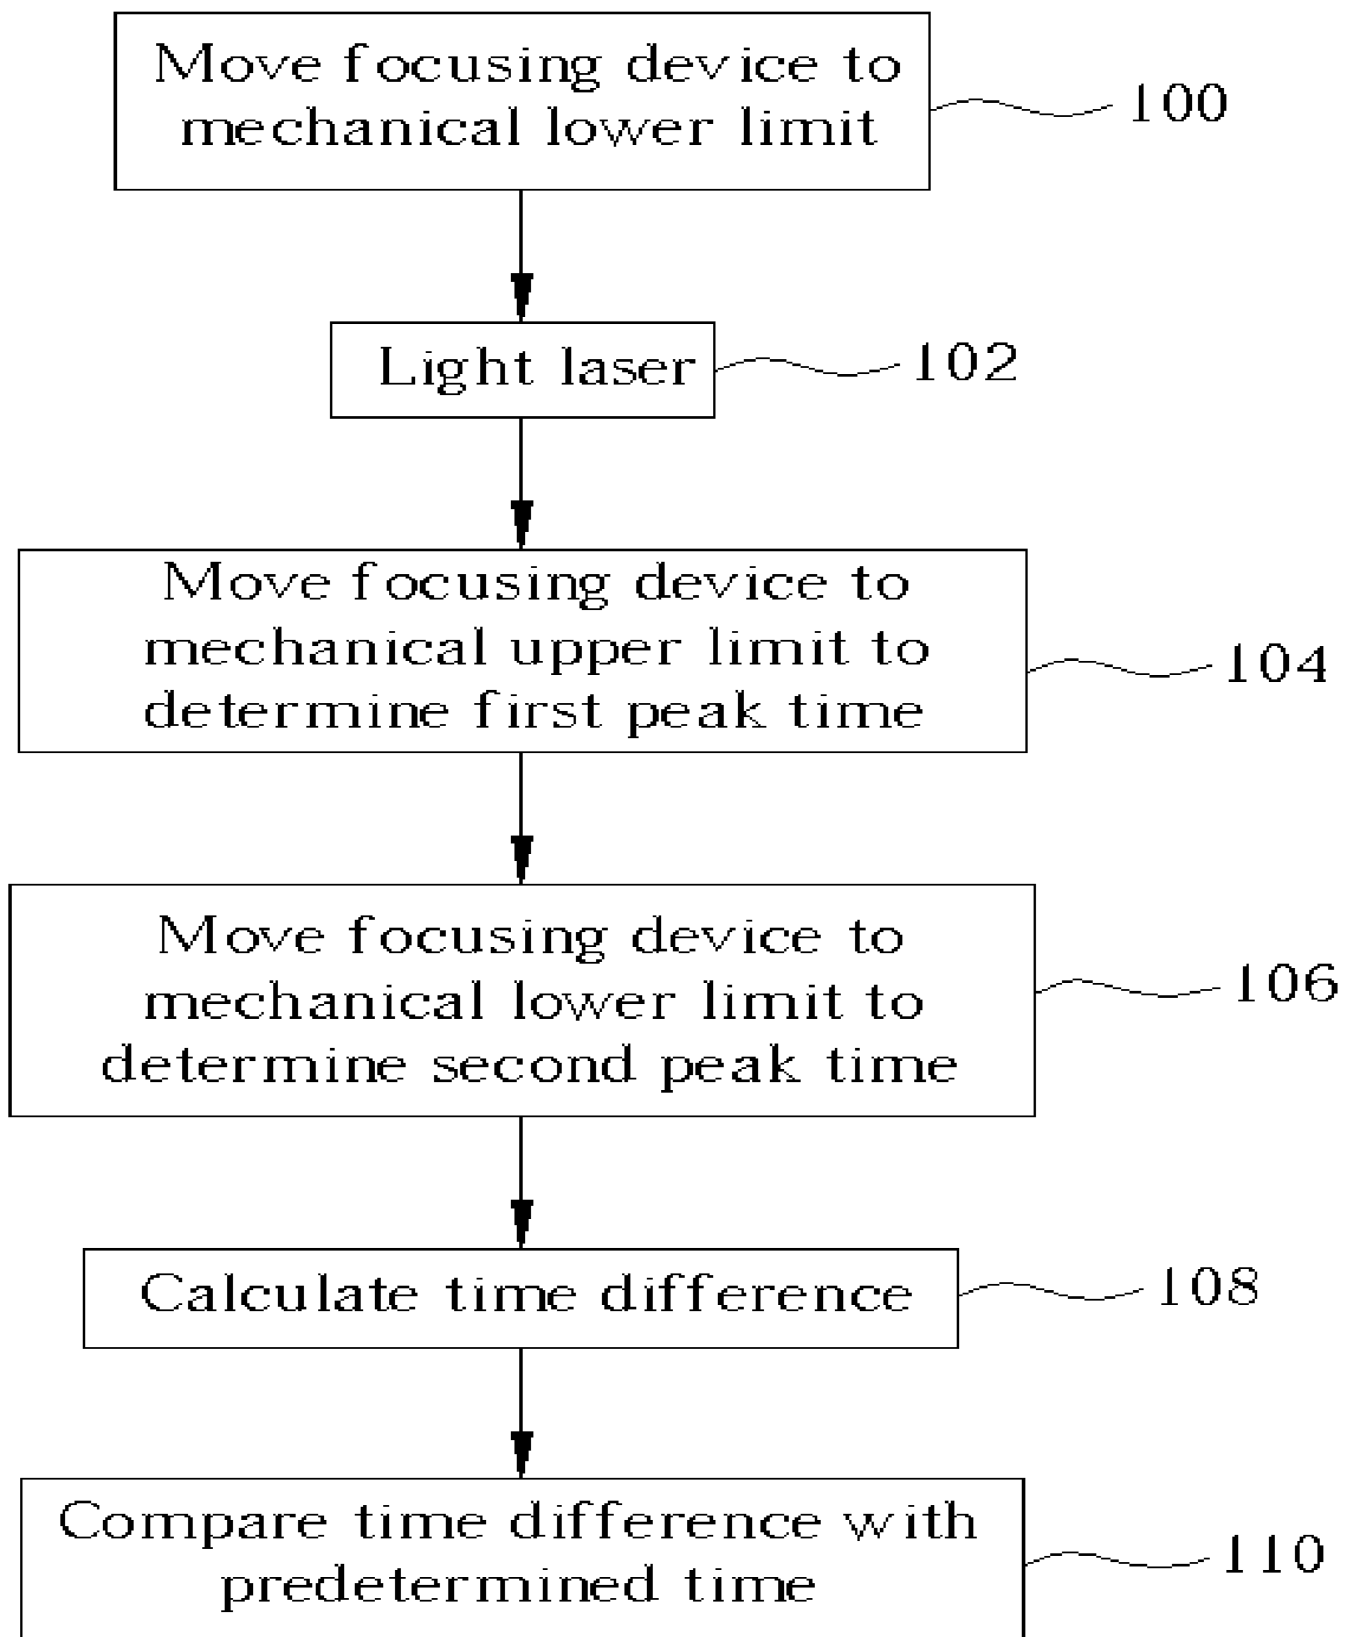 Move focusing device to
mechanical lower limit
100
Light laser
102
Move focusing device to
mechanical upper limit to
determine first peak time
104
Move focusing device to
mechanical lower limit to
determine second peak time
106
Calculate time difference
108
Compare time difference with
predetermined time
110